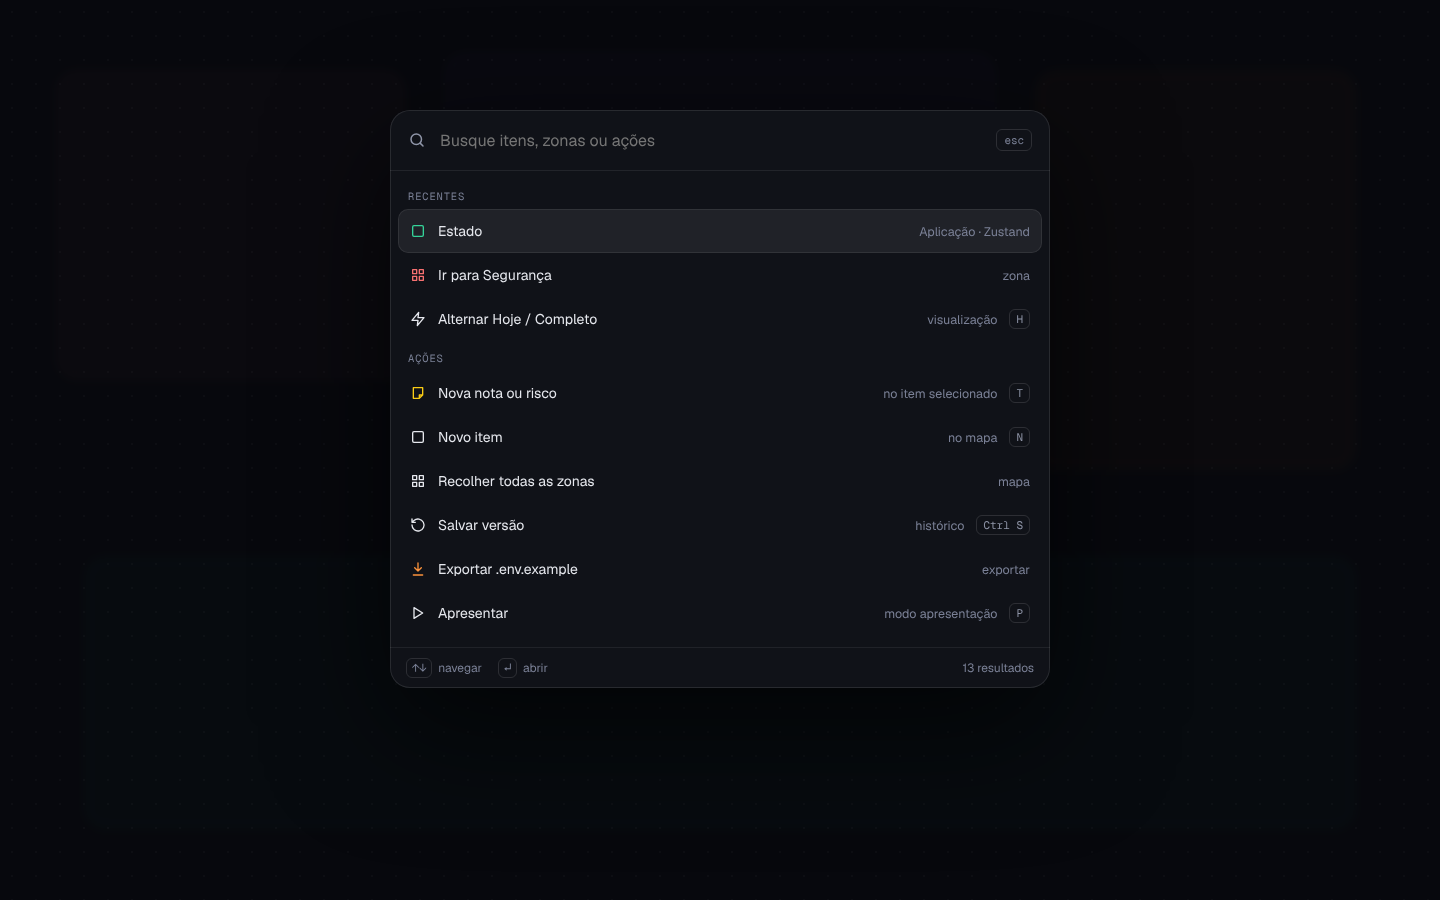 Busque itens, zonas ou ações esc
RECENTES
Estado Aplicação · Zustand
Ir para Segurança zona
Alternar Hoje / Completo visualização H
AÇÕES
Nova nota ou risco no item selecionado T
Novo item no mapa N
Recolher todas as zonas mapa
Salvar versão histórico Ctrl S
Exportar .env.example exportar
Apresentar modo apresentação P
↑↓ navegar ↵ abrir 13 resultados